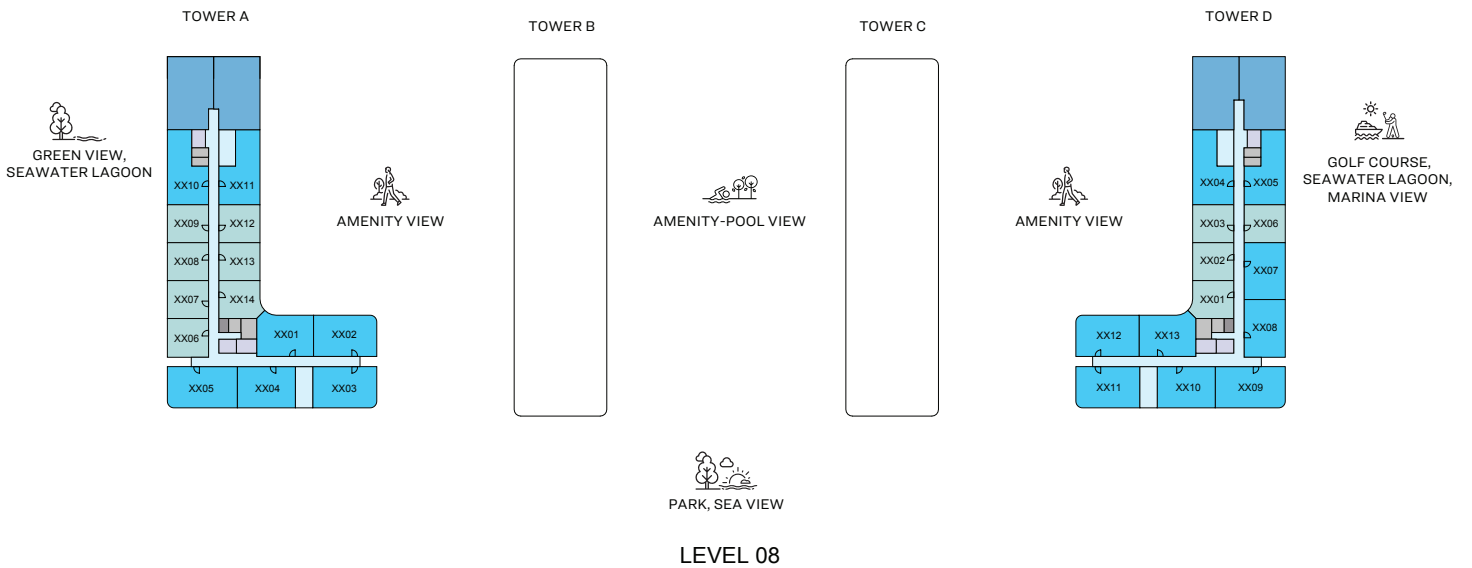 TOWER A
TOWER B
TOWER C
TOWER D
GREEN VIEW,
SEAWATER LAGOON
AMENITY VIEW
AMENITY-POOL VIEW
AMENITY VIEW
GOLF COURSE,
SEAWATER LAGOON,
MARINA VIEW
XX10
XX11
XX09
XX12
XX08
XX13
XX07
XX14
XX06
XX01
XX02
XX05
XX04
XX03
XX04
XX05
XX03
XX06
XX02
XX07
XX01
XX08
XX12
XX13
XX11
XX10
XX09
PARK, SEA VIEW
LEVEL 08